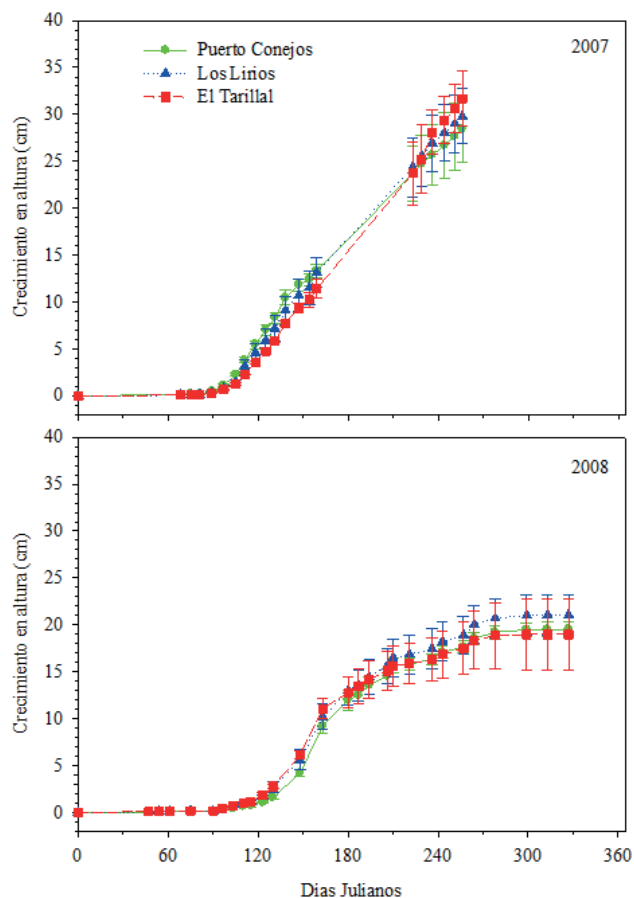 40
35
30
25
20
15
10
5
0
Crecimiento en altura (cm)
Puerto Conejos
Los Lirios
El Tarillal
2007
40
35
30
25
20
15
10
5
0
Crecimiento en altura (cm)
2008
0 60 120 180 240 300 360
Dias Julianos